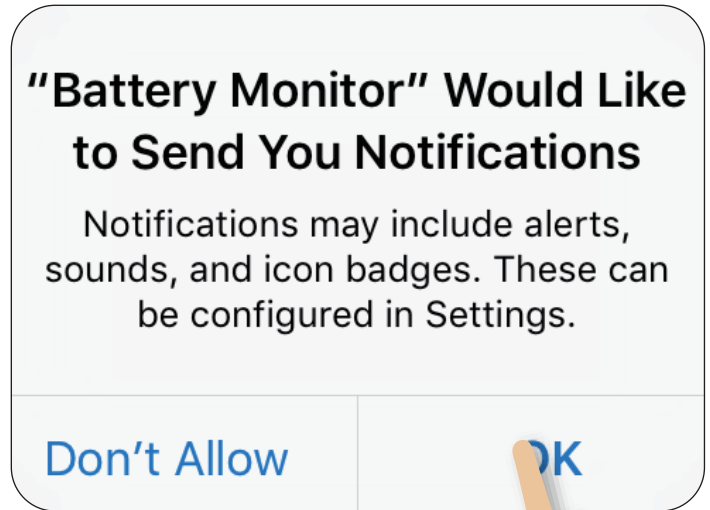 “Battery Monitor” Would Like
to Send You Notifications
Notifications may include alerts,
sounds, and icon badges. These can
be configured in Settings.
Don’t Allow
OK